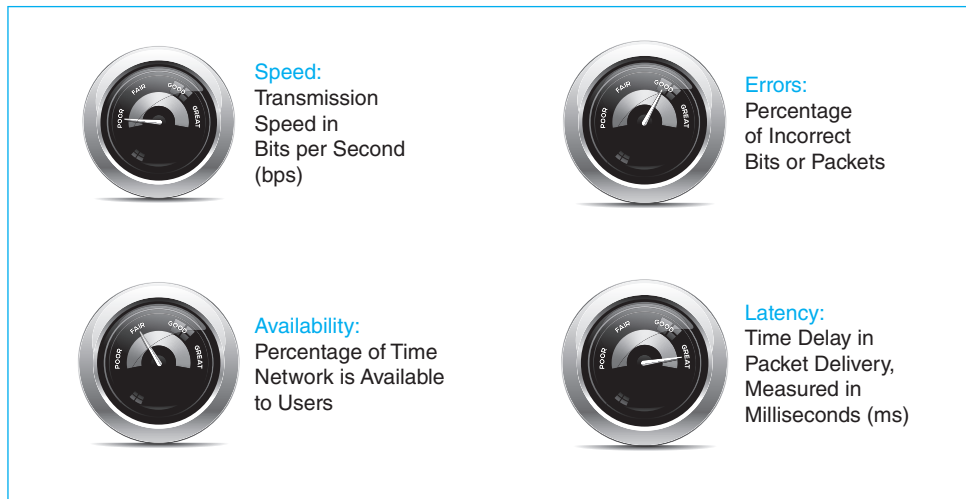 POOR
FAIR
GOOD
GREAT
Speed:
Transmission
Speed in
Bits per Second
(bps)
POOR
FAIR
GOOD
GREAT
Errors:
Percentage
of Incorrect
Bits or Packets
POOR
FAIR
GOOD
GREAT
Availability:
Percentage of Time
Network is Available
to Users
POOR
FAIR
GOOD
GREAT
Latency:
Time Delay in
Packet Delivery,
Measured in
Milliseconds (ms)